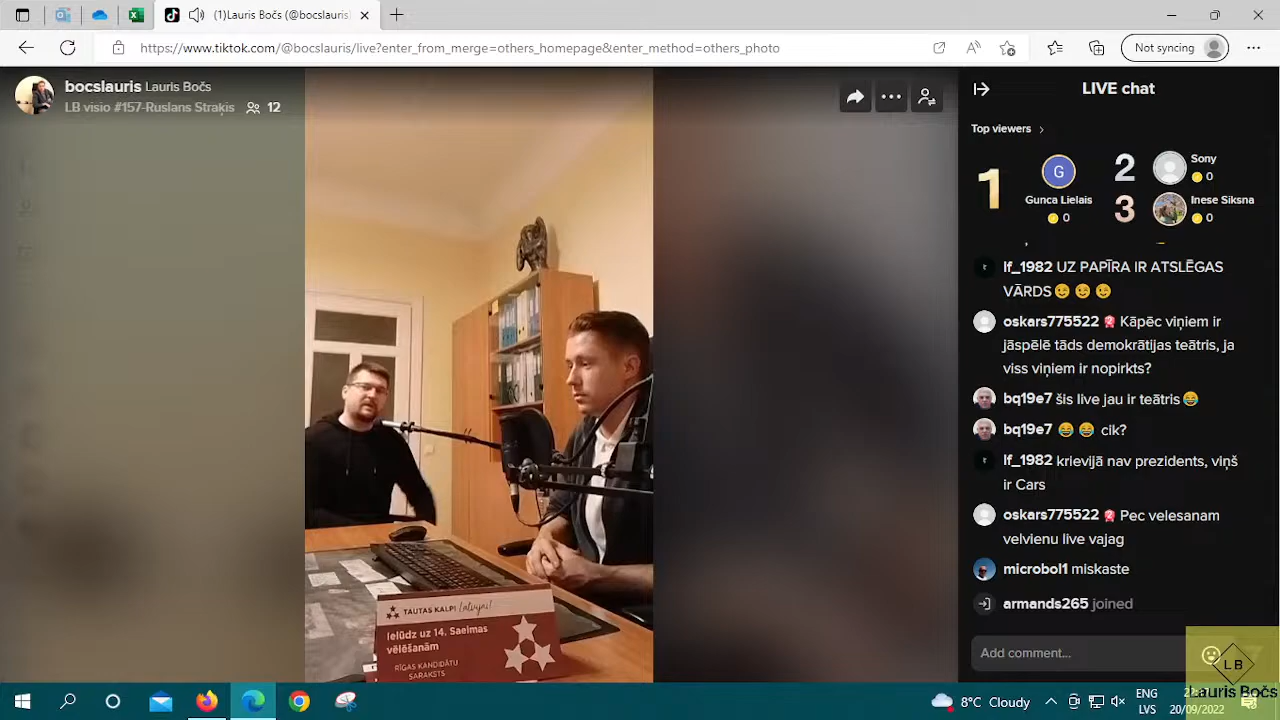 (1)Lauris Bočs (@bocslauris
https://www.tiktok.com/@bocslauris/live?enter_from_merge=others_homepage&enter_method=others_photo
Not syncing
bocslauris Lauris Bočs
LB visio #157-Ruslans Straķis 12
LIVE chat
Top viewers
1
G
Gunca Lielais
0
2
Sony
0
3
Inese Siksna
0
lf_1982 UZ PAPĪRA IR ATSLĒGAS
VĀRDS😉😉😉
oskars775522 Kāpēc viņiem ir
jāspēlē tāds demokrātijas teātris, ja
viss viņiem ir nopirkts?
bq19e7 šis live jau ir teātris😂
bq19e7 😂😂 cik?
lf_1982 krievijā nav prezidents, viņš
ir Cars
oskars775522 Pec velesanam
velvienu live vajag
microbol1 miskaste
armands265 joined
Add comment...
TAUTAS KALPI Latvijai!
Ielūdz uz 14. Saeimas
vēlēšanām
RĪGAS KANDIDĀTU
SARAKSTS
LB
Lauris Bočs
8°C Cloudy
ENG
LVS
20/09/2022